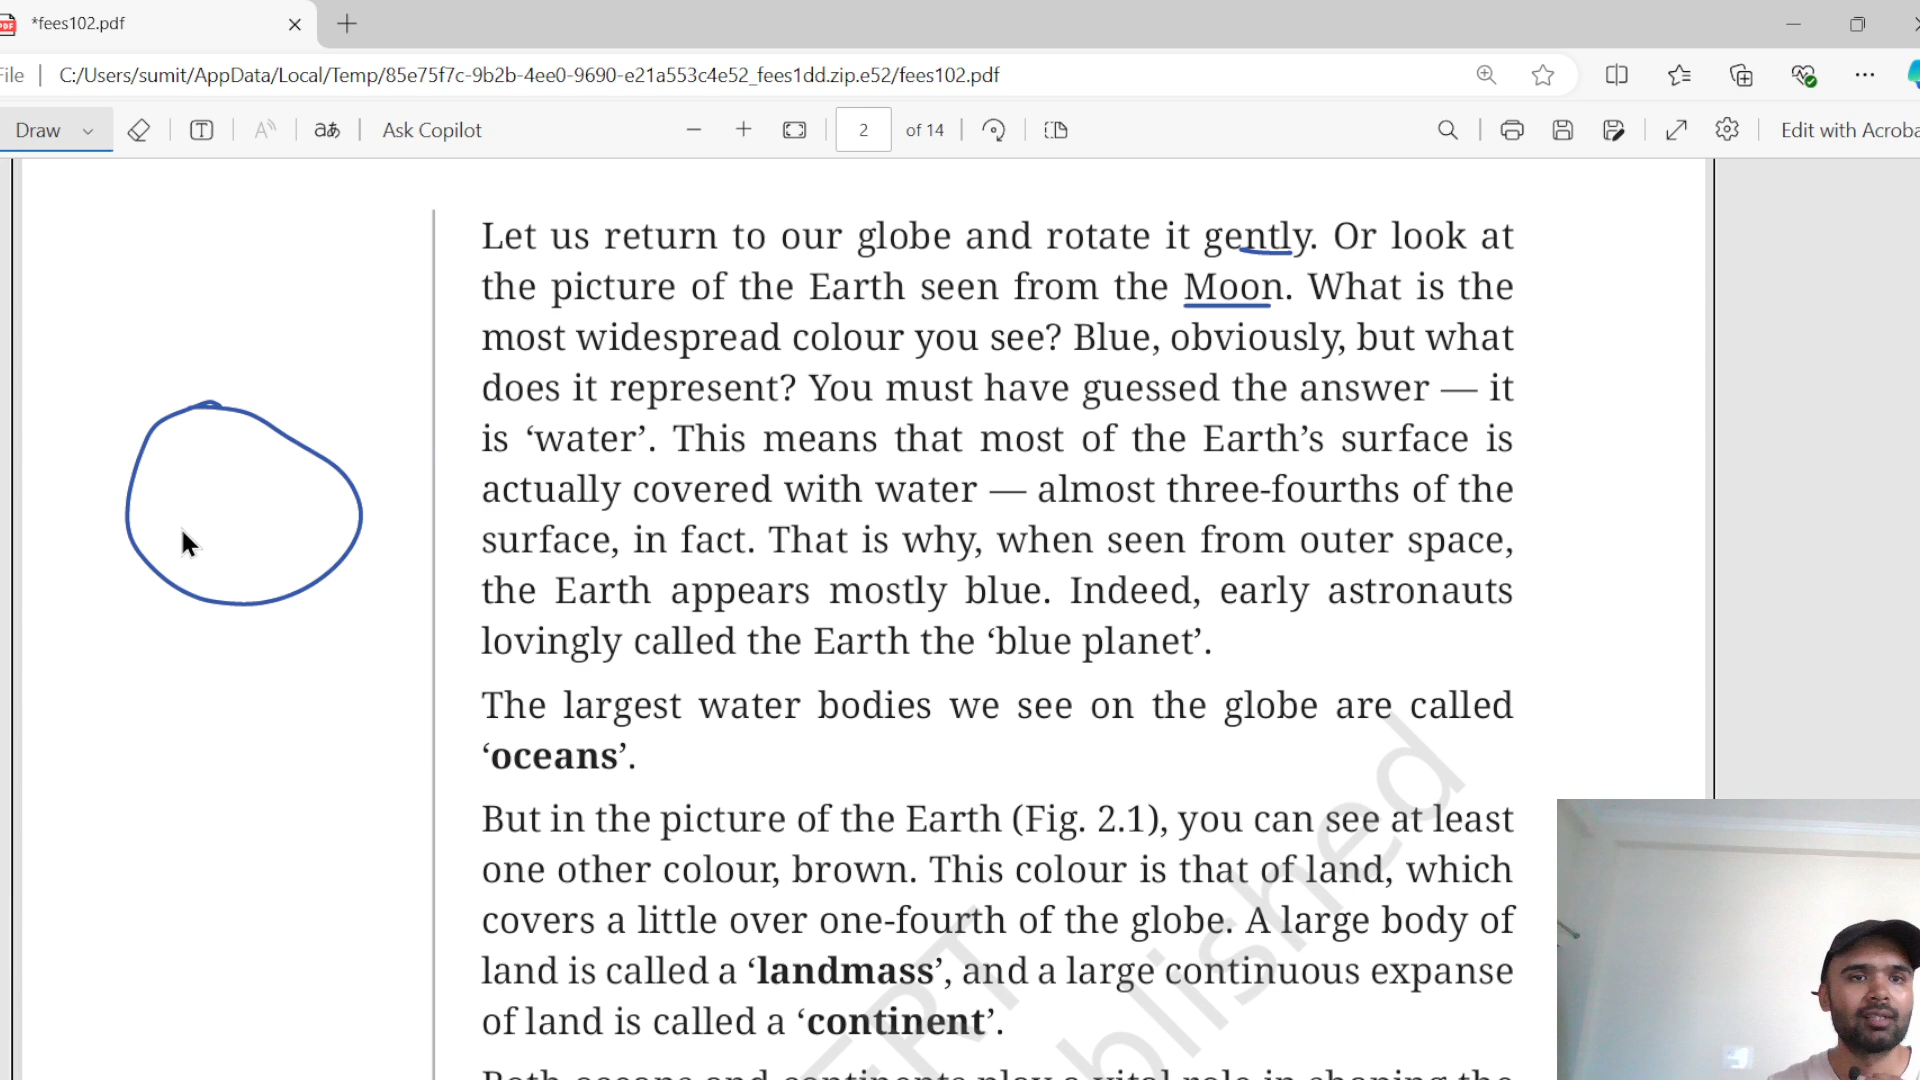 *fees102.pdf
File | C:/Users/sumit/AppData/Local/Temp/85e75f7c-9b2b-4ee0-9690-e21a553c4e52_fees1dd.zip.e52/fees102.pdf
Draw T A aあ Ask Copilot 2 of 14 Edit with Acroba
Let us return to our globe and rotate it gently. Or look at
the picture of the Earth seen from the Moon. What is the
most widespread colour you see? Blue, obviously, but what
does it represent? You must have guessed the answer — it
is ‘water’. This means that most of the Earth’s surface is
actually covered with water — almost three-fourths of the
surface, in fact. That is why, when seen from outer space,
the Earth appears mostly blue. Indeed, early astronauts
lovingly called the Earth the ‘blue planet’.
The largest water bodies we see on the globe are called
‘oceans’.
But in the picture of the Earth (Fig. 2.1), you can see at least
one other colour, brown. This colour is that of land, which
covers a little over one-fourth of the globe. A large body of
land is called a ‘landmass’, and a large continuous expanse
of land is called a ‘continent’.